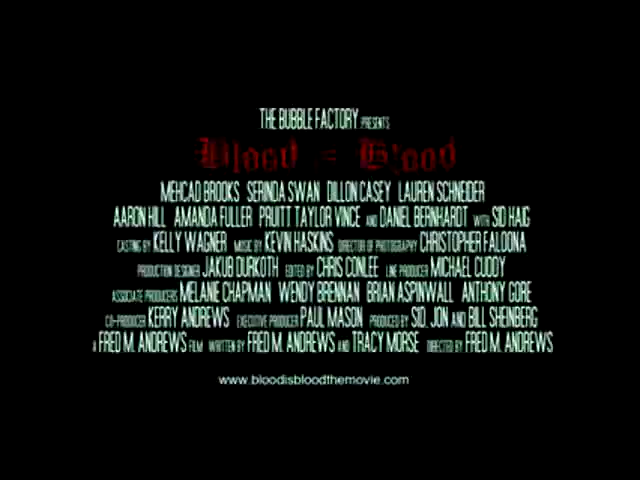 THE BUBBLE FACTORY PRESENTS
Blood = Blood
MEHCAD BROOKS SERINDA SWAN DILLON CASEY LAUREN SCHNEIDER
AARON HILL AMANDA FULLER PRUITT TAYLOR VINCE AND DANIEL BERNHARDT WITH SID HAIG
CASTING BY KELLY WAGNER MUSIC BY KEVIN HASKINS DIRECTOR OF PHOTOGRAPHY CHRISTOPHER FALOONA
PRODUCTION DESIGNER JAKUB DURKOTH EDITED BY CHRIS CONLEE LINE PRODUCER MICHAEL CUDDY
ASSOCIATE PRODUCERS MELANIE CHAPMAN WENDY BRENNAN BRIAN ASPINWALL ANTHONY GORE
CO-PRODUCER KERRY ANDREWS EXECUTIVE PRODUCER PAUL MASON PRODUCED BY SID, JON AND BILL SHEINBERG
A FRED M. ANDREWS FILM WRITTEN BY FRED M. ANDREWS AND TRACY MORSE DIRECTED BY FRED M. ANDREWS
www.bloodisbloodthemovie.com